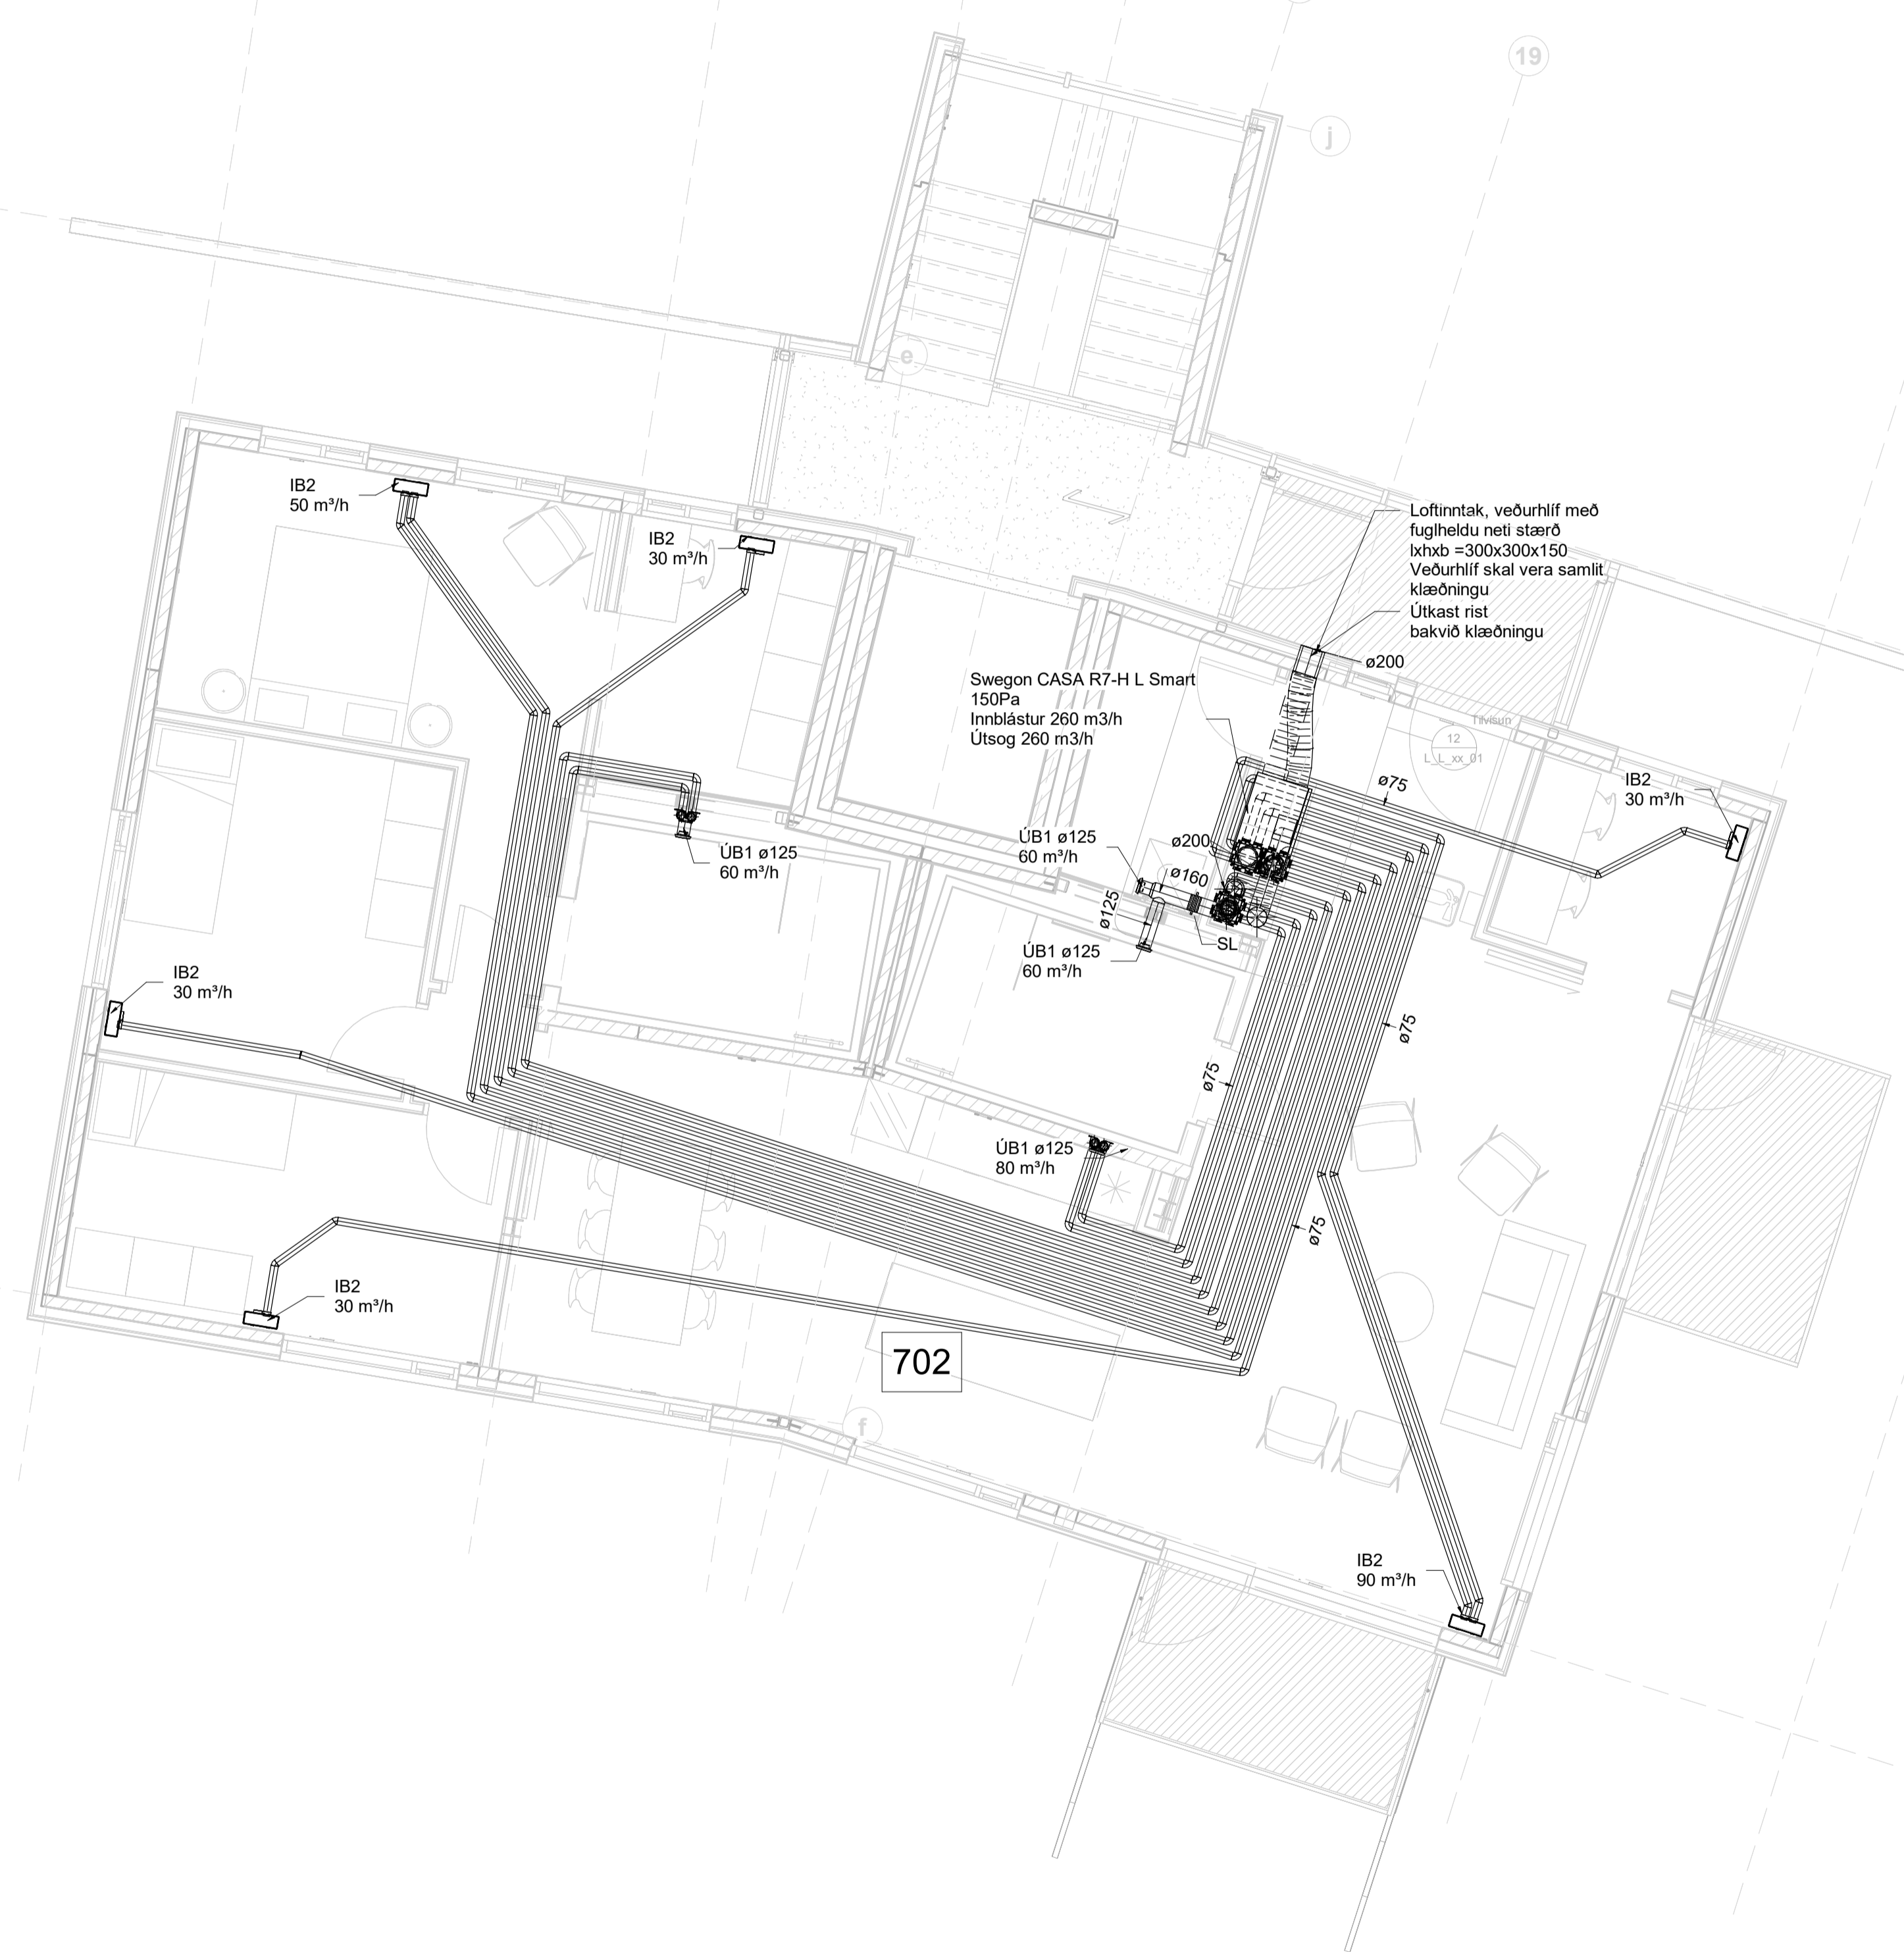 19
j
e
IB2
50 m³/h
IB2
30 m³/h
Loftinntak, veðurhlíf með
fuglheldu neti stærð
lxhxb =300x300x150
Veðurhlíf skal vera samlit
klæðningu
Útkast rist
bakvið klæðningu
ø200
Swegon CASA R7-H L Smart
150Pa
Innblástur 260 m3/h
Útsog 260 m3/h
Tilvísun
12
L_L_xx_01
ø75
IB2
30 m³/h
ÚB1 ø125
60 m³/h
ÚB1 ø125
60 m³/h
ø200
ø160
ø125
SL
ÚB1 ø125
60 m³/h
IB2
30 m³/h
ø75
ø75
ÚB1 ø125
80 m³/h
ø75
IB2
30 m³/h
702
f
IB2
90 m³/h